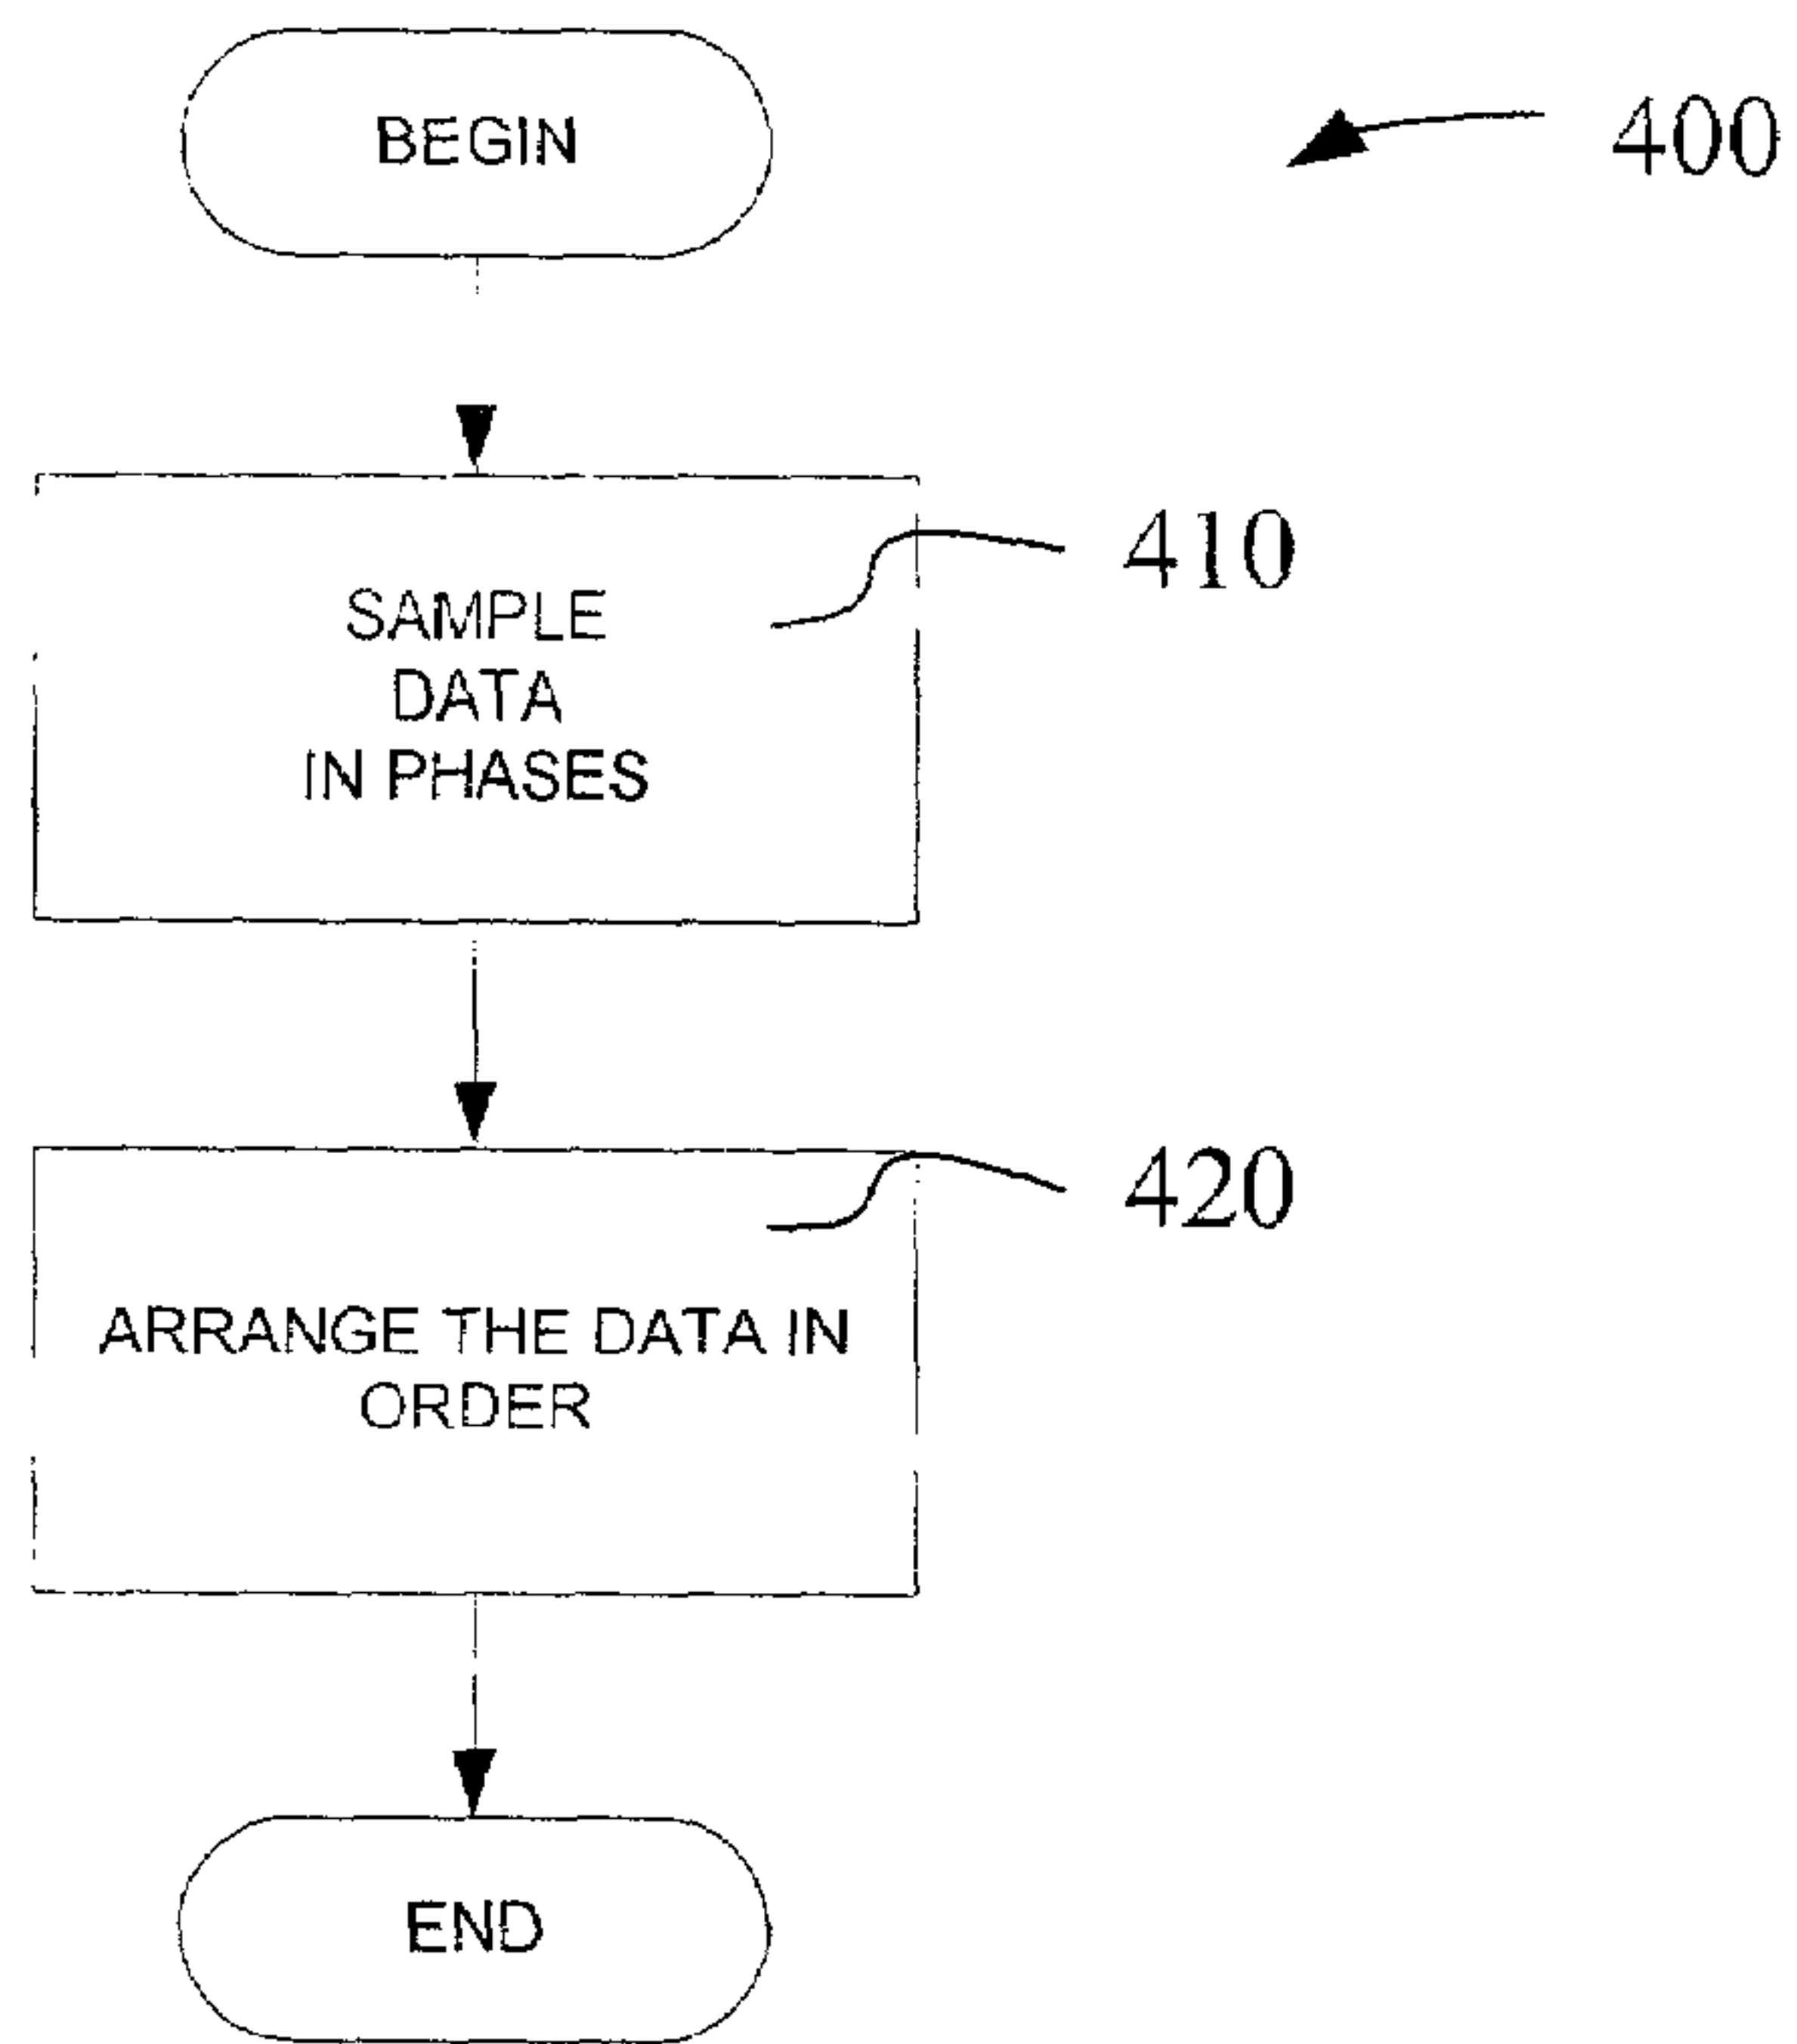 BEGIN
400
410
SAMPLE
DATA
IN PHASES
420
ARRANGE THE DATA IN
ORDER
END